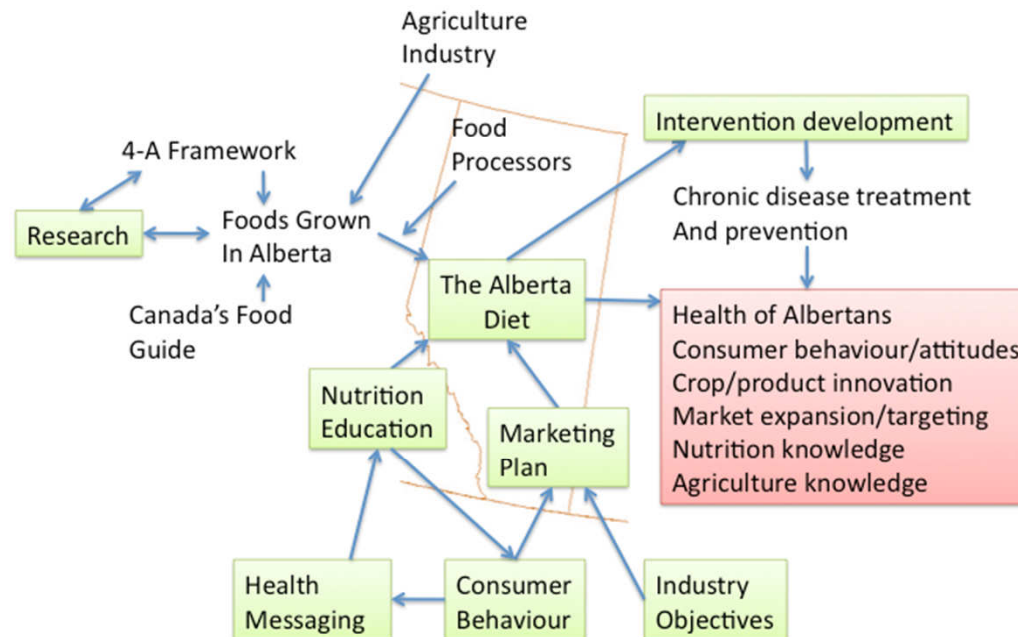 Agriculture
Industry
Food
Processors
Intervention development
4-A Framework
Chronic disease treatment
And prevention
Research
Foods Grown
In Alberta
The Alberta
Diet
Canada's Food
Guide
Health of Albertans
Consumer behaviour/attitudes
Crop/product innovation
Market expansion/targeting
Nutrition knowledge
Agriculture knowledge
Nutrition
Education
Marketing
Plan
Health
Messaging
Consumer
Behaviour
Industry
Objectives